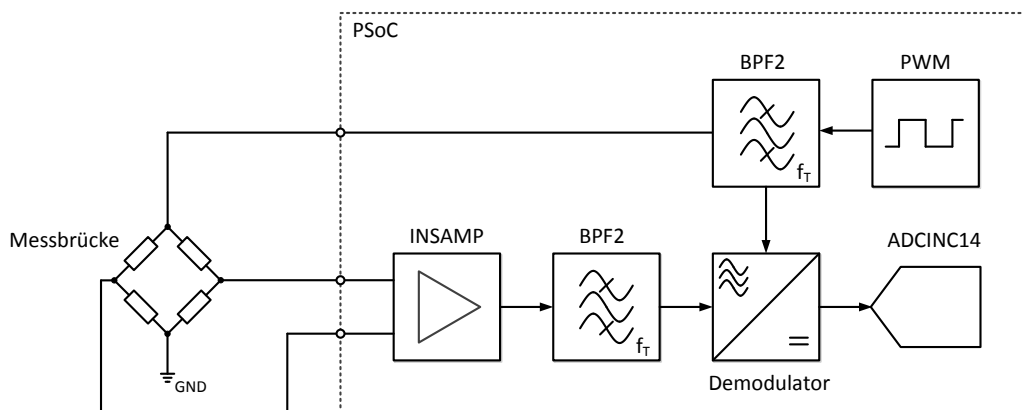 PSoC
BPF2
PWM
f_T
Messbrücke
INSAMP
BPF2
ADCINC14
f_T
GND
Demodulator